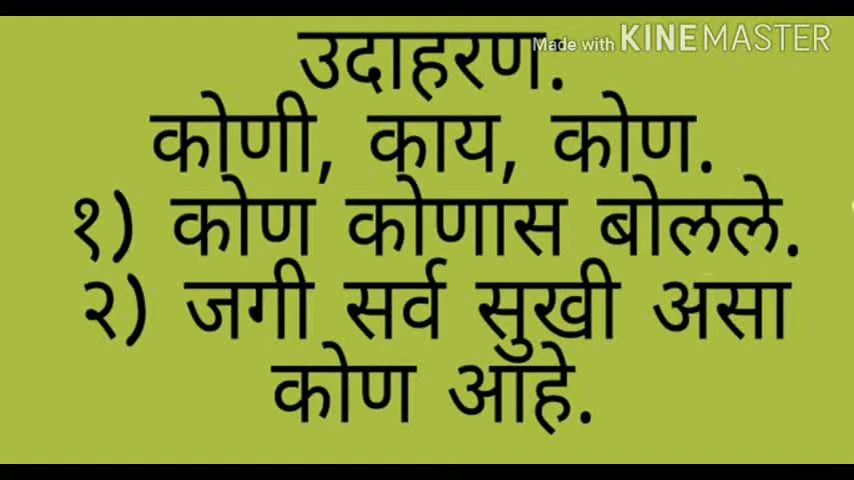 Made with KINEMASTER
उदाहरण:
कोणी, काय, कोण.
१) कोण कोणास बोलले.
२) जगी सर्व सुखी असा
कोण आहे.